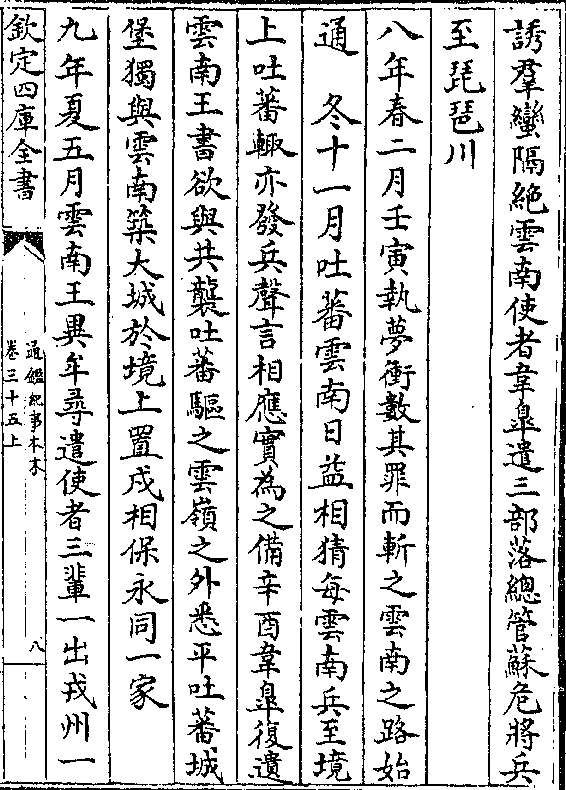 誘羣蠻隔絶雲南使者韋臯遣三部落總管蘇危將兵
至琵琶川
八年春二月壬寅執夢衝數其罪而斬之雲南之路始
通　冬十一月吐蕃雲南日益相猜每雲南兵至境
上吐蕃輒亦發兵聲言相應實為之備辛酉韋臯復遺
雲南王書欲與共襲吐蕃驅之雲嶺之外悉平吐蕃城
堡獨與雲南築大城於境上置戍相保永同一家
九年夏五月雲南王異牟尋遣使者三輩一出戎州一
欽定四庫全書
通鑑紀事本末
卷三十五上
八